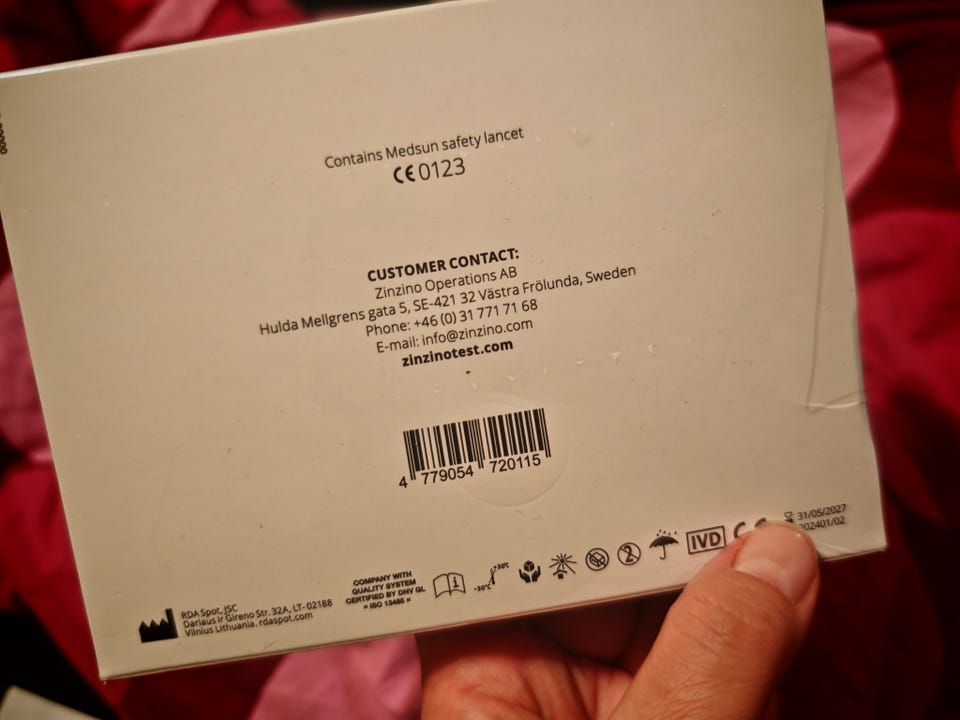 Contains Medsun safety lancet
CE 0123
CUSTOMER CONTACT:
Zinzino Operations AB
Hulda Mellgrens gata 5, SE-421 32 Västra Frölunda, Sweden
Phone: +46 (0) 31 771 71 68
E-mail: info@zinzino.com
zinzinotest.com
4 779054 720115
RDA Spot, JSC
Dariaus ir Gireno Str. 32A, LT-02188
Vilnius Lithuania. rdaspot.com
COMPANY WITH
QUALITY SYSTEM
CERTIFIED BY DNV GL
= ISO 13485 =
-30°C
+30°C
2
IVD
31/05/2027
202401/02